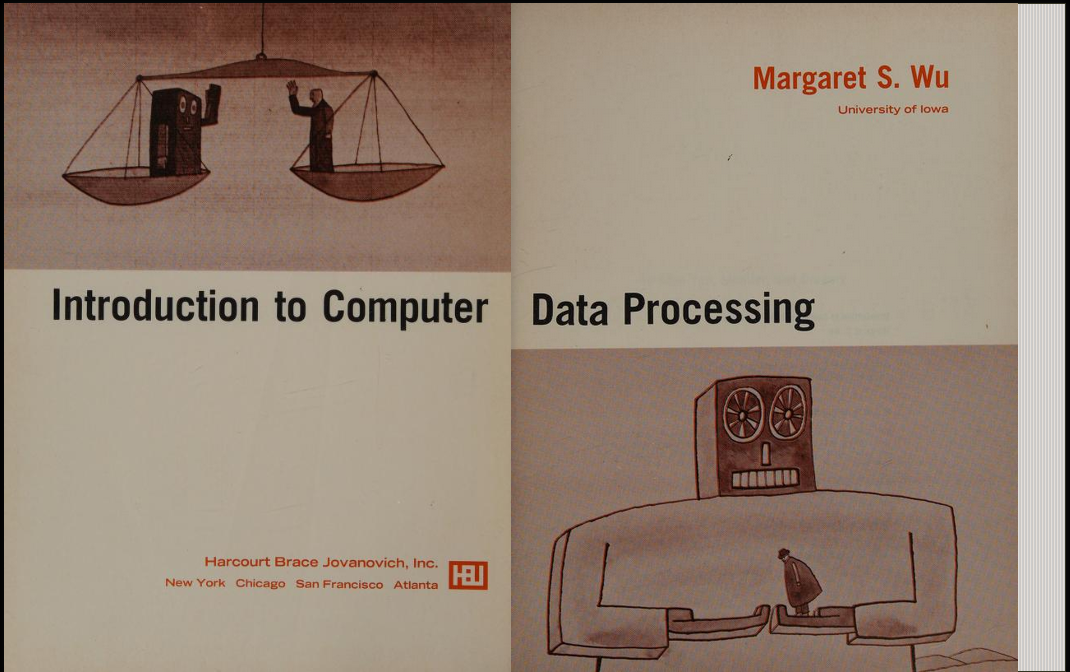 Margaret S. Wu
University of Iowa
Introduction to Computer Data Processing
Harcourt Brace Jovanovich, Inc.
HBJ
New York Chicago San Francisco Atlanta